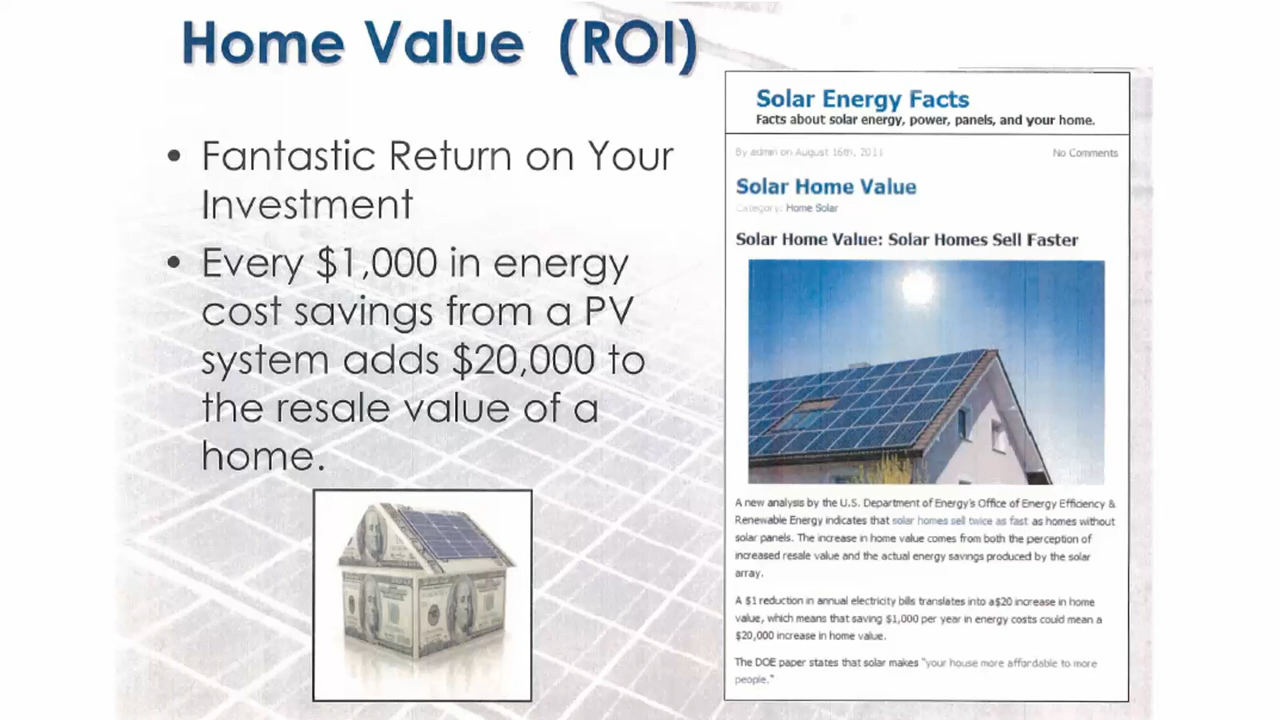 Home Value (ROI)
• Fantastic Return on Your
Investment
• Every $1,000 in energy
cost savings from a PV
system adds $20,000 to
the resale value of a
home.
Solar Energy Facts
Facts about solar energy, power, panels, and your home.
By admin on August 16th, 2011
No Comments
Solar Home Value
Category: Home Solar
Solar Home Value: Solar Homes Sell Faster
A new analysis by the U.S. Department of Energy's Office of Energy Efficiency &
Renewable Energy indicates that solar homes sell twice as fast as homes without
solar panels. The increase in home value comes from both the perception of
increased resale value and the actual energy savings produced by the solar
array.
A $1 reduction in annual electricity bills translates into a$20 increase in home
value, which means that saving $1,000 per year in energy costs could mean a
$20,000 increase in home value.
The DOE paper states that solar makes "your house more affordable to more
people."